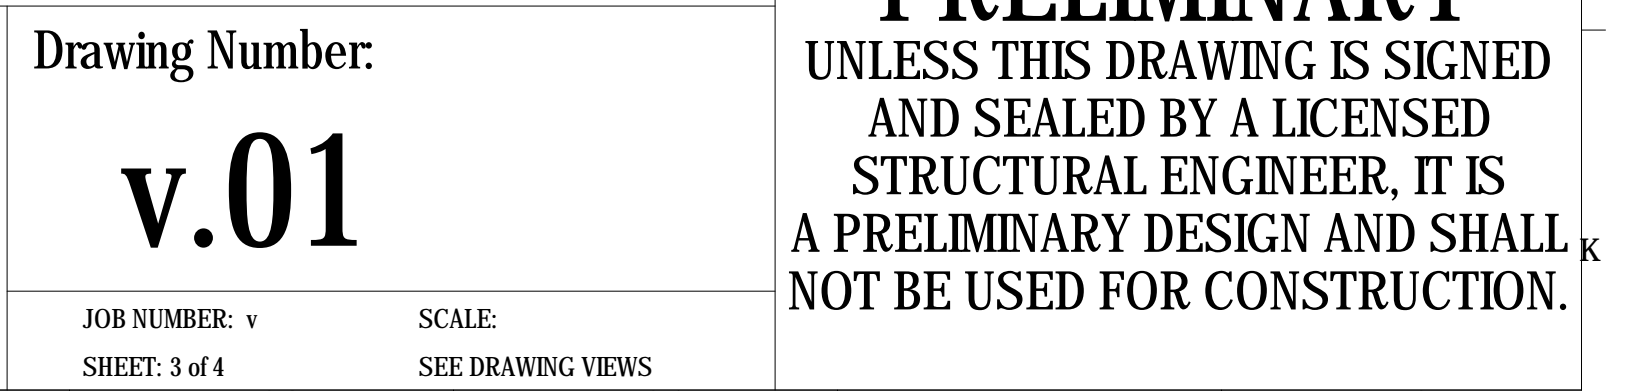 Drawing Number:
v.01
JOB NUMBER: v
SCALE:
SHEET: 3 of 4
SEE DRAWING VIEWS
PRELIMINARY
UNLESS THIS DRAWING IS SIGNED
AND SEALED BY A LICENSED
STRUCTURAL ENGINEER, IT IS
A PRELIMINARY DESIGN AND SHALL
NOT BE USED FOR CONSTRUCTION.
K